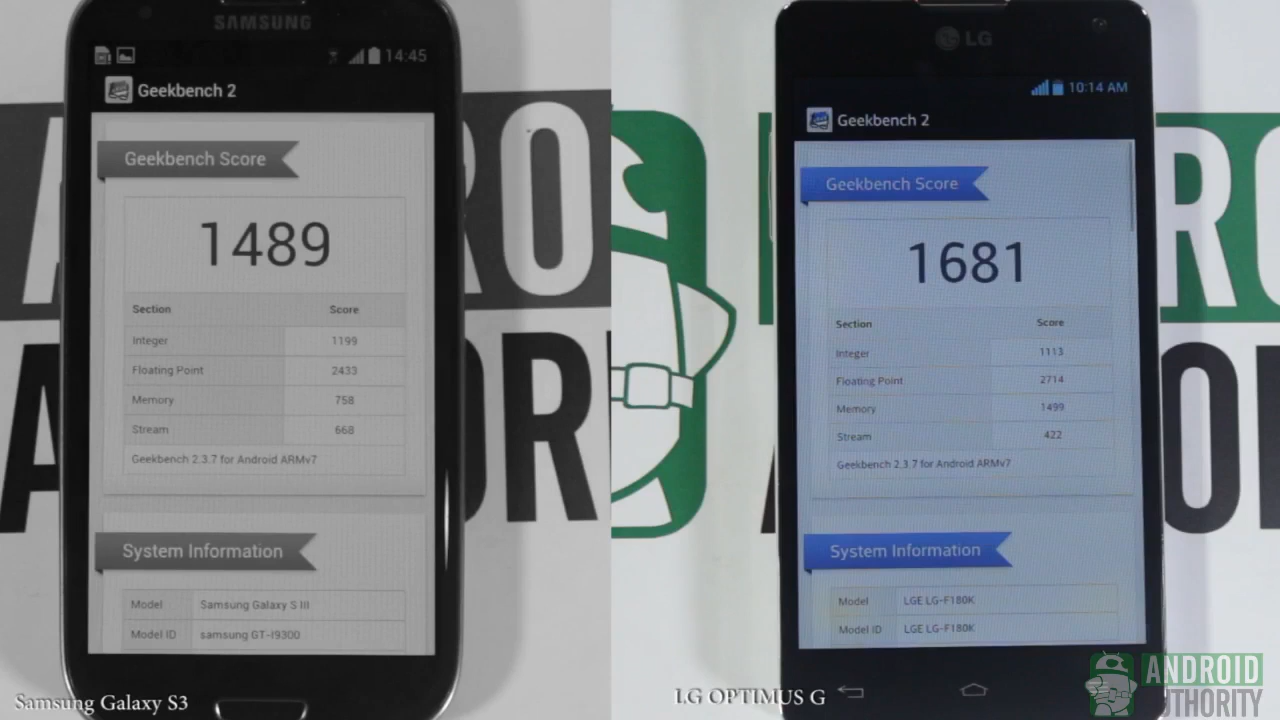 SAMSUNG
14:45
Geekbench 2
Geekbench Score
1489
Section Score
Integer 1199
Floating Point 2433
Memory 758
Stream 668
Geekbench 2.3.7 for Android ARMv7
System Information
Model Samsung Galaxy S III
Model ID samsung GT-I9300
Samsung Galaxy S3
LG
10:14 AM
Geekbench 2
Geekbench Score
1681
Section Score
Integer 1113
Floating Point 2714
Memory 1499
Stream 422
Geekbench 2.3.7 for Android ARMv7
System Information
Model LGE LG-F180K
Model ID LGE LG-F180K
LG OPTIMUS G
ANDROID
AUTHORITY